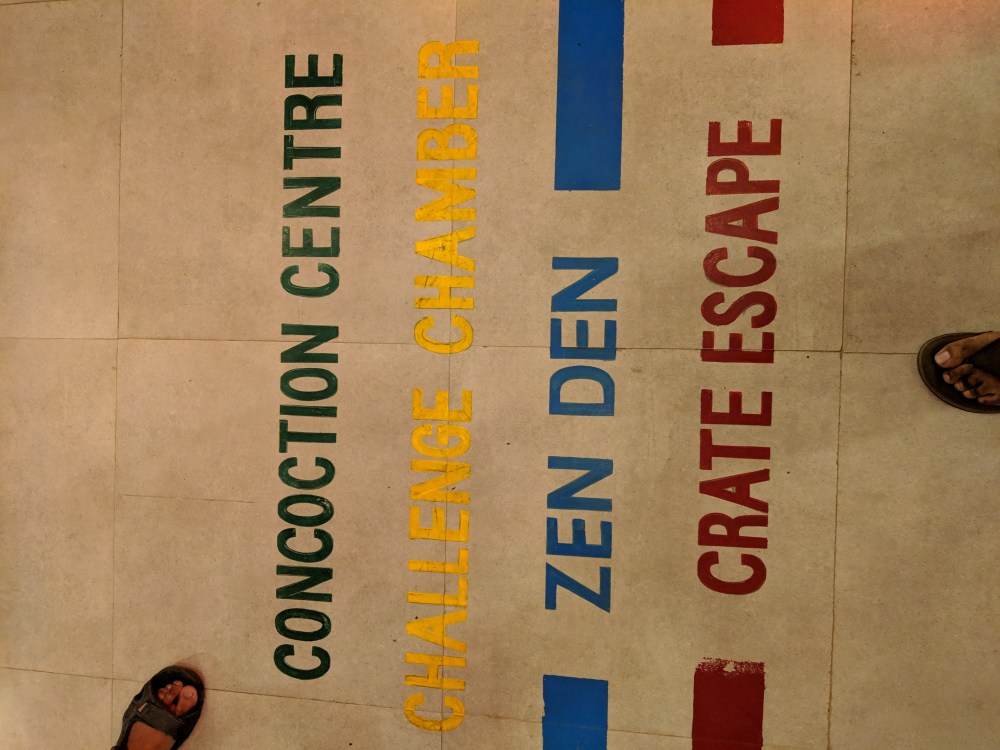 CONCOCTION CENTRE
CHALLENGE CHAMBER
ZEN DEN
CRATE ESCAPE